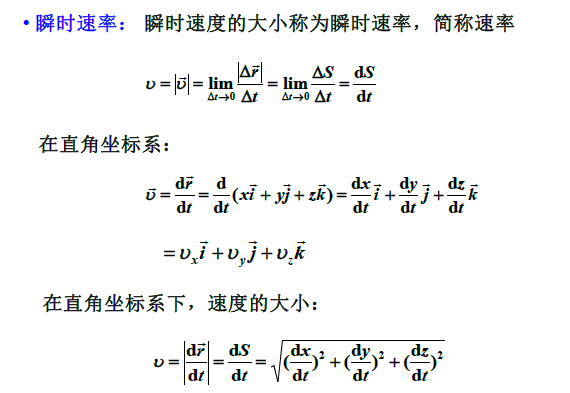 • 瞬时速率： 瞬时速度的大小称为瞬时速率，简称速率
$\upsilon = |\vec{\upsilon}| = \lim_{\Delta t \to 0} \frac{|\Delta \vec{r}|}{\Delta t} = \lim_{\Delta t \to 0} \frac{\Delta S}{\Delta t} = \frac{dS}{dt}$
在直角坐标系：
$\vec{\upsilon} = \frac{d\vec{r}}{dt} = \frac{d}{dt}(x\vec{i} + y\vec{j} + z\vec{k}) = \frac{dx}{dt}\vec{i} + \frac{dy}{dt}\vec{j} + \frac{dz}{dt}\vec{k}$
$= \upsilon_x\vec{i} + \upsilon_y\vec{j} + \upsilon_z\vec{k}$
在直角坐标系下，速度的大小：
$\upsilon = \left|\frac{d\vec{r}}{dt}\right| = \frac{dS}{dt} = \sqrt{(\frac{dx}{dt})^2 + (\frac{dy}{dt})^2 + (\frac{dz}{dt})^2}$